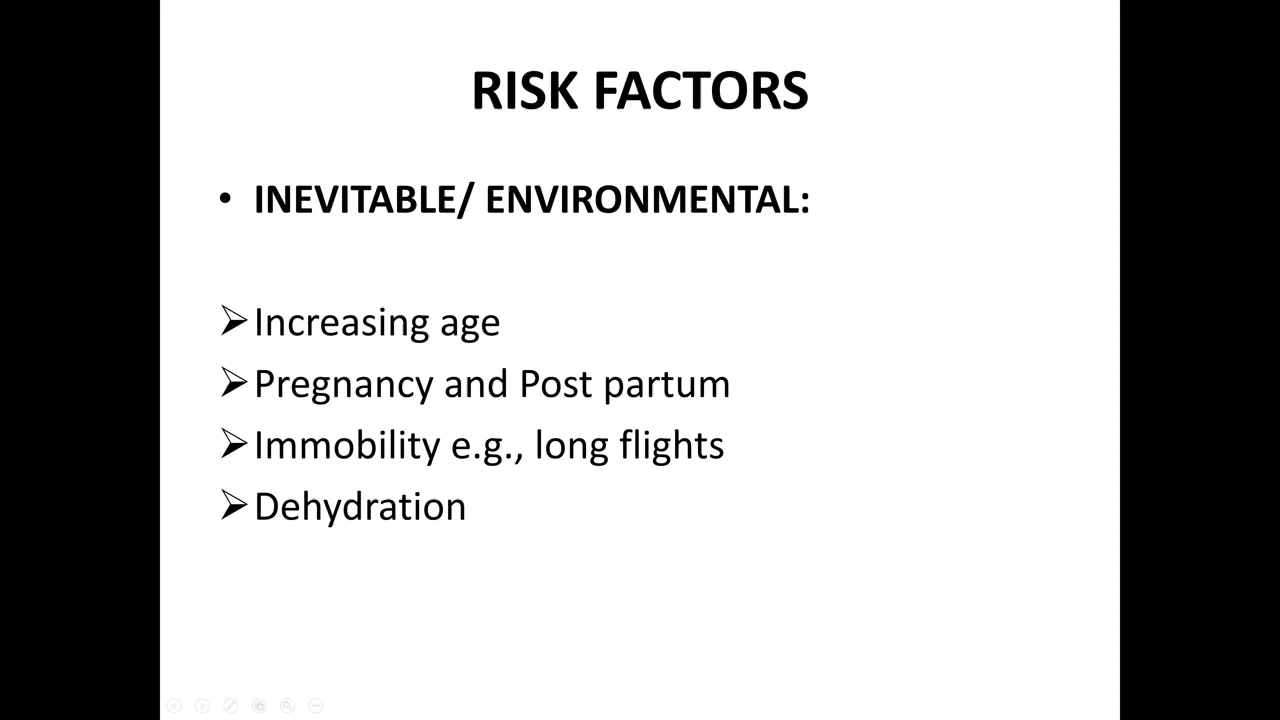 RISK FACTORS
• INEVITABLE/ ENVIRONMENTAL:
➢Increasing age
➢Pregnancy and Post partum
➢Immobility e.g., long flights
➢Dehydration